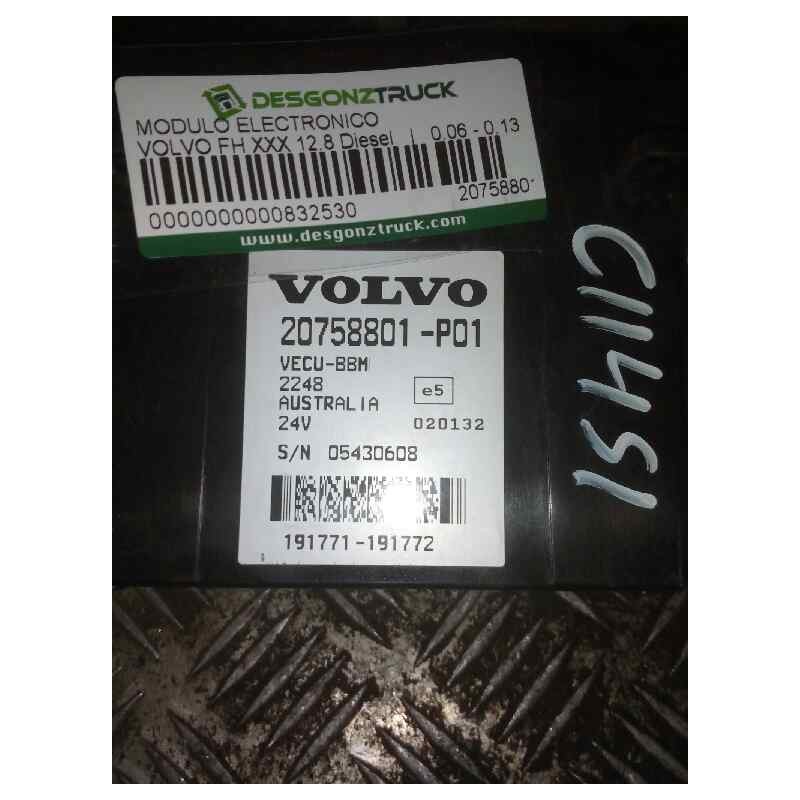 DESGONZTRUCK
MODULO ELECTRONICO
VOLVO FH XXX 12.8 Diesel | 0.06 - 0.13
2075880
0000000000832530
www.desgonztruck.com
VOLVO
20758801-P01
VECU-BBM
2248
e5
AUSTRALIA
24V 020132
S/N 05430608
191771-191772
C114S1